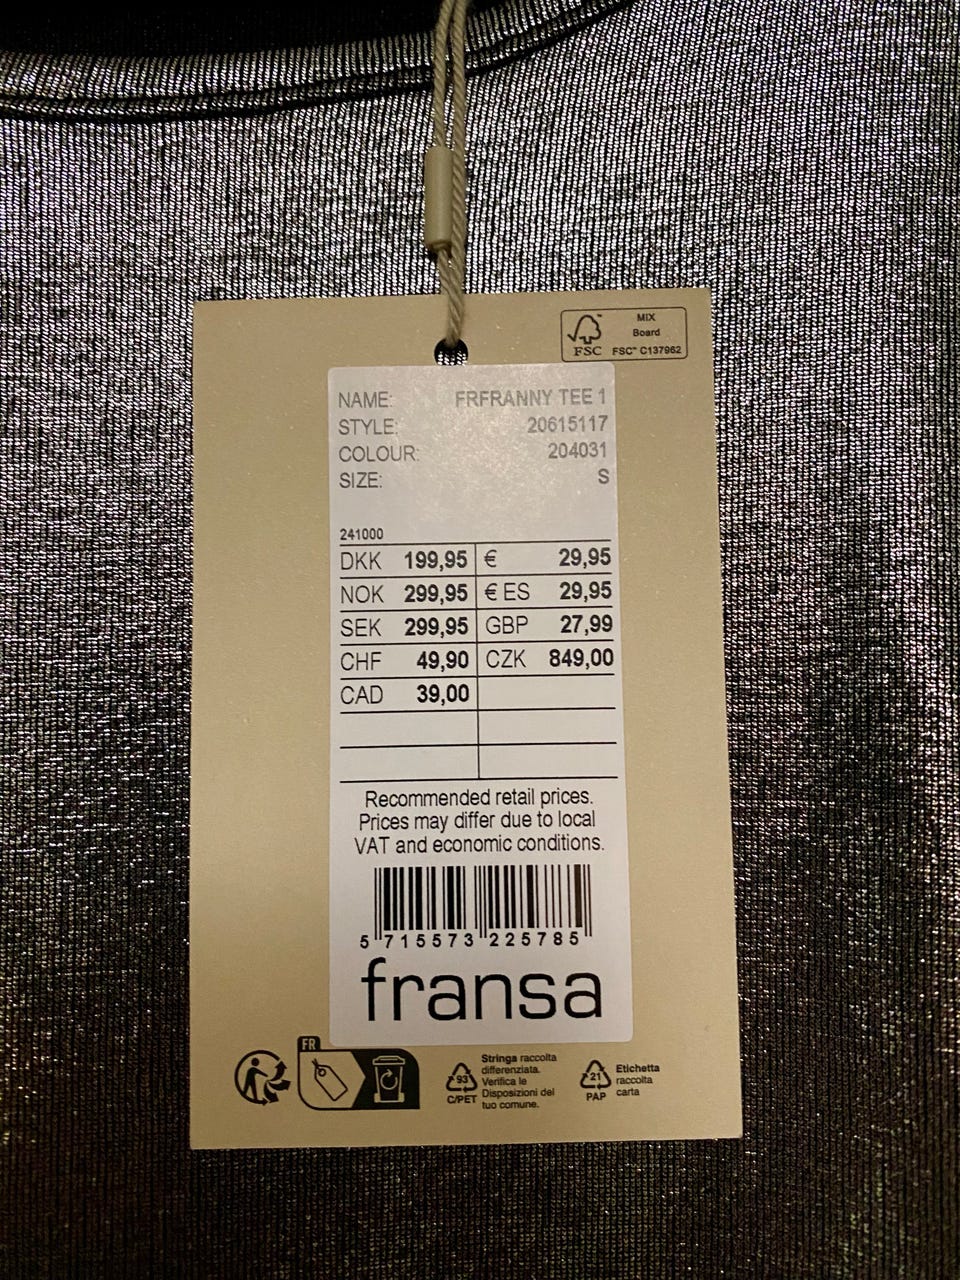 MIX
Board
FSC™ C137962
FSC
NAME: FRFRANNY TEE 1
STYLE: 20615117
COLOUR: 204031
SIZE: S
241000
DKK 199,95 € 29,95
NOK 299,95 € ES 29,95
SEK 299,95 GBP 27,99
CHF 49,90 CZK 849,00
CAD 39,00
Recommended retail prices.
Prices may differ due to local
VAT and economic conditions.
5 715573 225785
fransa
FR
93
C/PET
Stringa raccolta
differenziata.
Verifica le
Disposizioni del
tuo comune.
21
PAP
Etichetta
raccolta
carta